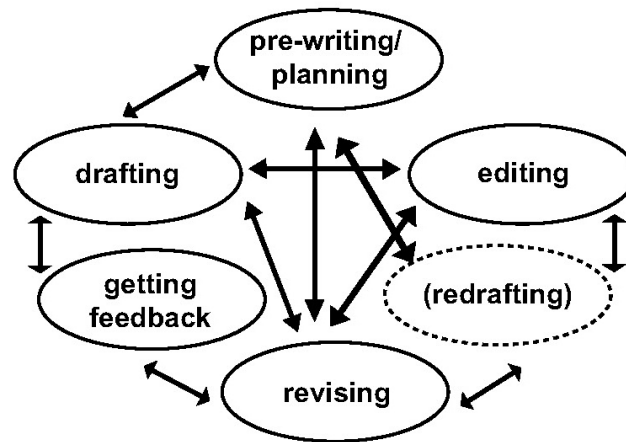 pre-writing/
planning
drafting
editing
getting
feedback
(redrafting)
revising